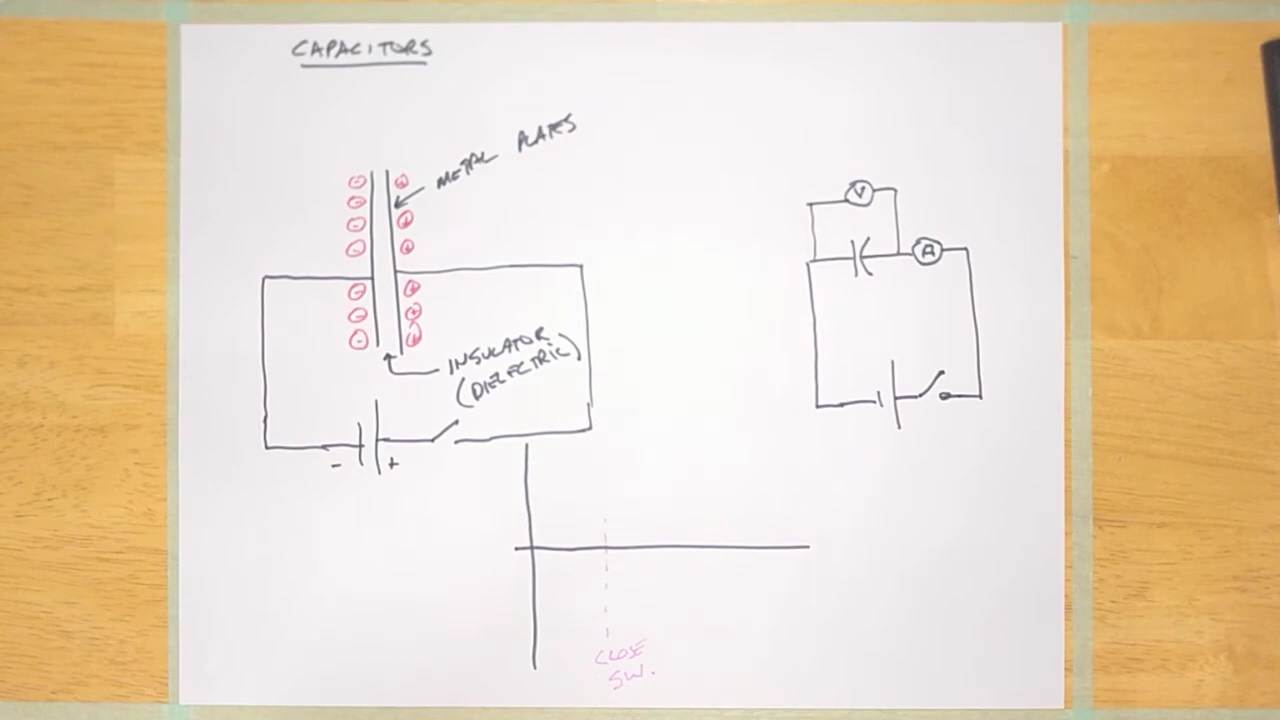 CAPACITORS
METAL PLATES
V
A
INSULATOR
(DIELECTRIC)
- +
CLOSE
SW.